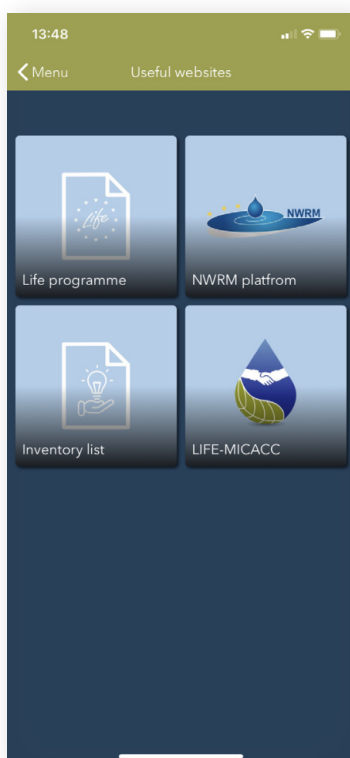 13:48
Menu Useful websites
Life
NWRM
Life programme
NWRM platfrom
Inventory list
LIFE-MICACC